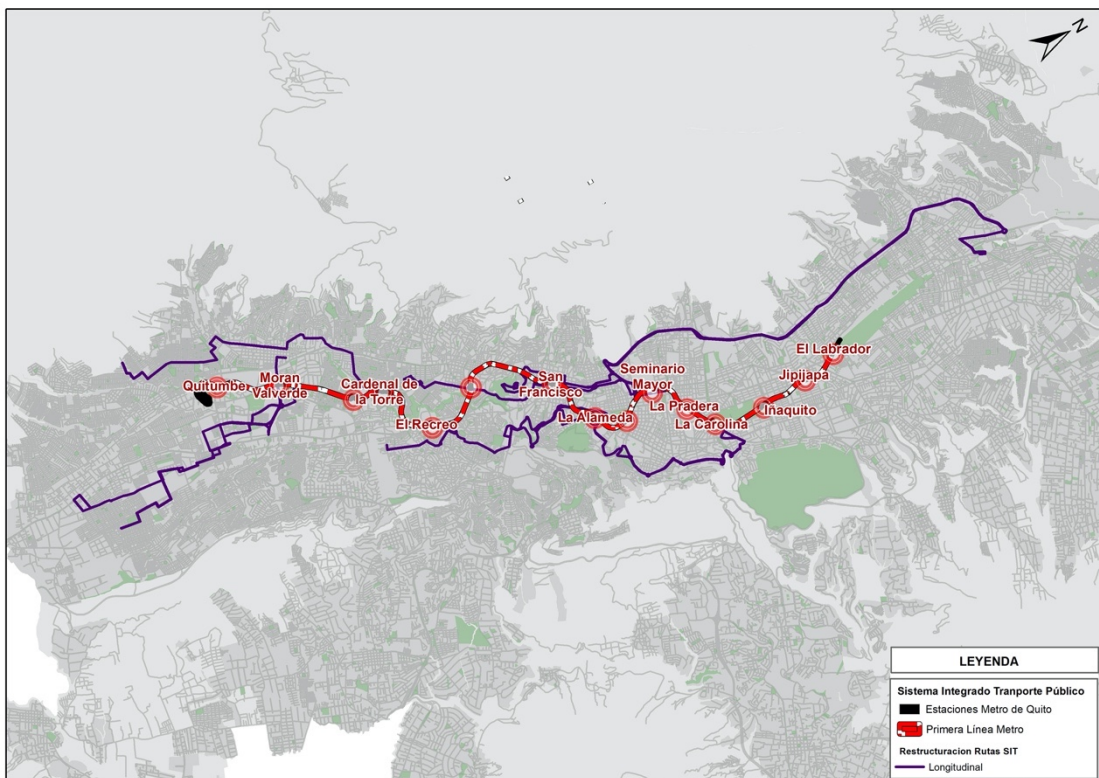 N
El Labrador
Jipijapa
Iñaquito
Seminario
Mayor
La Pradera
La Carolina
San
Francisco
La Alameda
Quitumbe
Moran
Valverde
Cardenal de
la Torre
El Recreo
LEYENDA
Sistema Integrado Tranporte Público
Estaciones Metro de Quito
Primera Línea Metro
Restructuracion Rutas SIT
Longitudinal